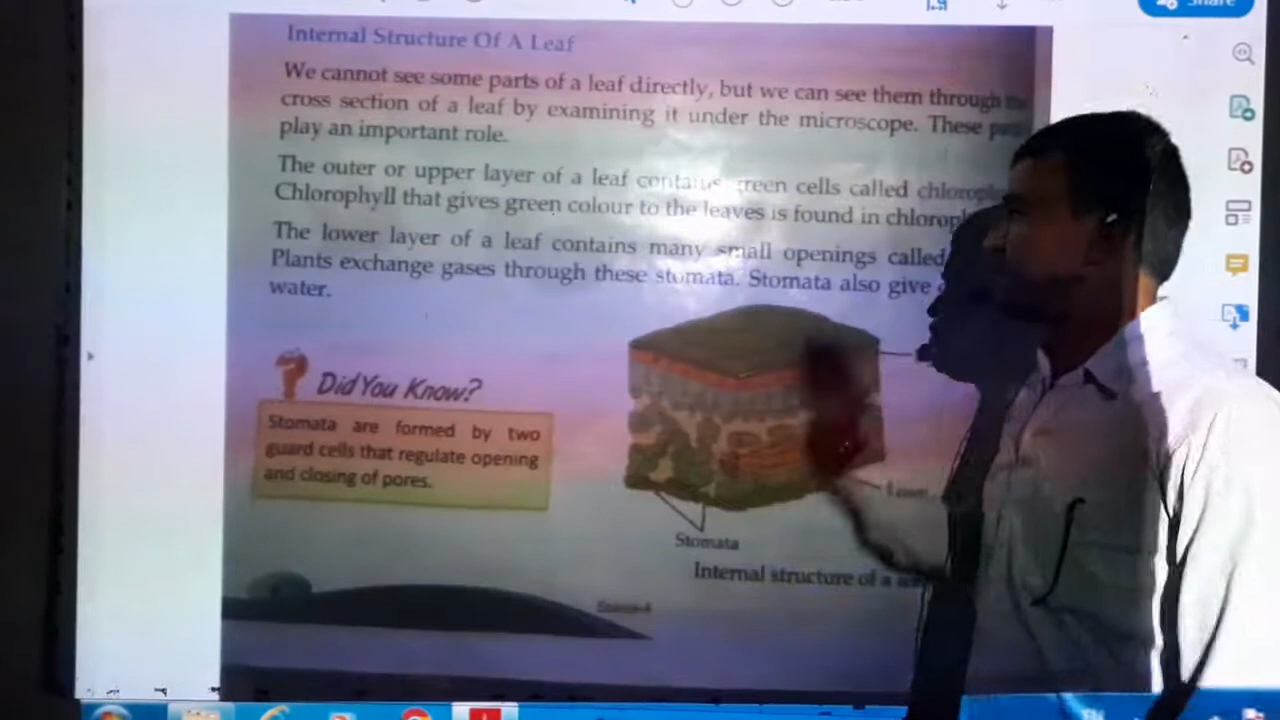 Share
Internal Structure Of A Leaf
We cannot see some parts of a leaf directly, but we can see them through
cross section of a leaf by examining it under the microscope. These
play an important role.
The outer or upper layer of a leaf contains green cells called
Chlorophyll that gives green colour to the leaves is found in
The lower layer of a leaf contains many small openings called
Plants exchange gases through these stomata. Stomata also give
water.
Did You Know?
Stomata are formed by two
guard cells that regulate opening
and closing of pores.
Stomata
Internal structure of a